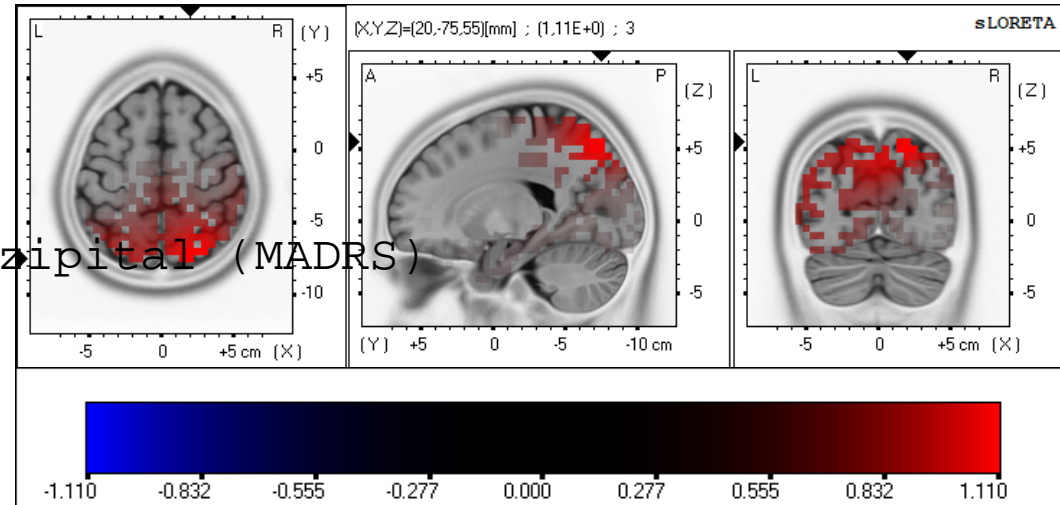 (X,Y,Z)=(20,-75,55)[mm] ; (1,11E+0) ; 3
sLORETA
L R (Y)
+5
0
-5
-10
-5 0 +5 cm (X)
A P (Z)
+5
0
-5
(Y) +5 0 -5 -10 cm
L R (Z)
+5
0
-5
-5 0 +5 cm (X)
zipital (MADRS)
-1.110 -0.832 -0.555 -0.277 0.000 0.277 0.555 0.832 1.110